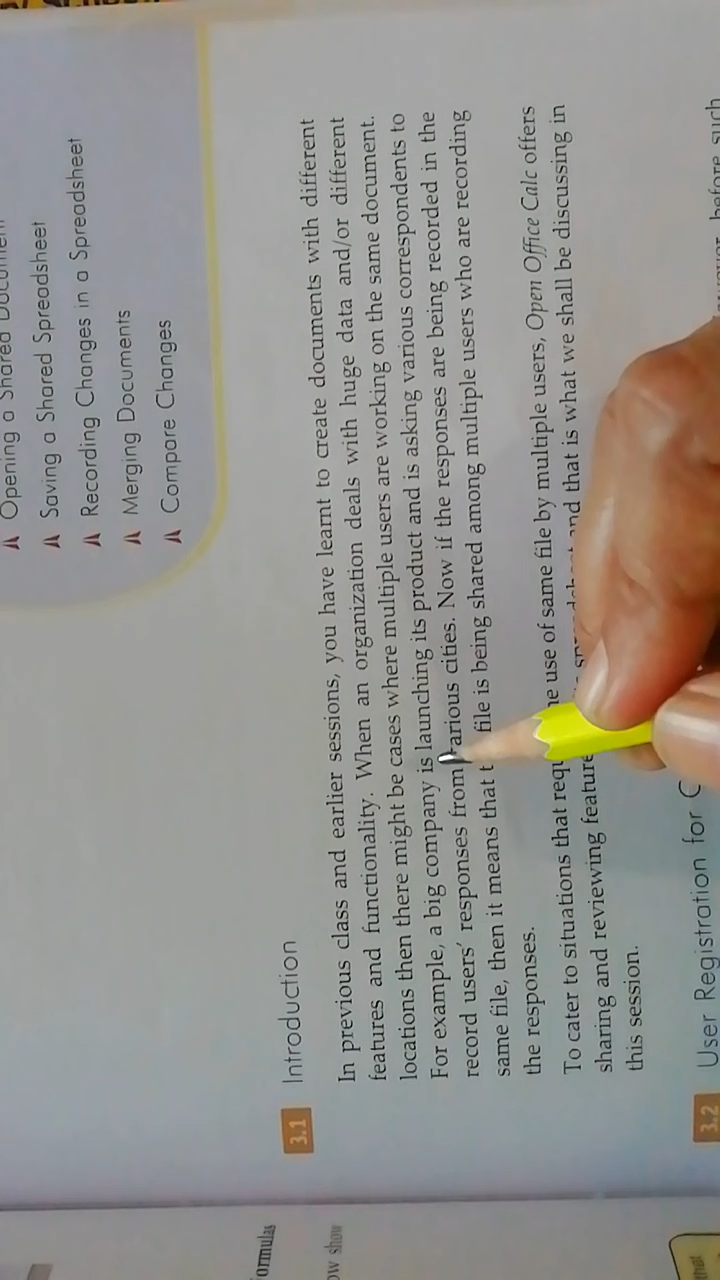 Opening a Shared Document
Saving a Shared Spreadsheet
Recording Changes in a Spreadsheet
Merging Documents
Compare Changes
3.1 Introduction
In previous class and earlier sessions, you have learnt to create documents with different
features and functionality. When an organization deals with huge data and/or different
locations then there might be cases where multiple users are working on the same document.
For example, a big company is launching its product and is asking various correspondents to
record users' responses from various cities. Now if the responses are being recorded in the
same file, then it means that file is being shared among multiple users who are recording
the responses.
To cater to situations that use of same file by multiple users, Open Office Calc offers
sharing and reviewing and that is what we shall be discussing in
this session.
3.2 User Registration for
before such
ormulas
ow show